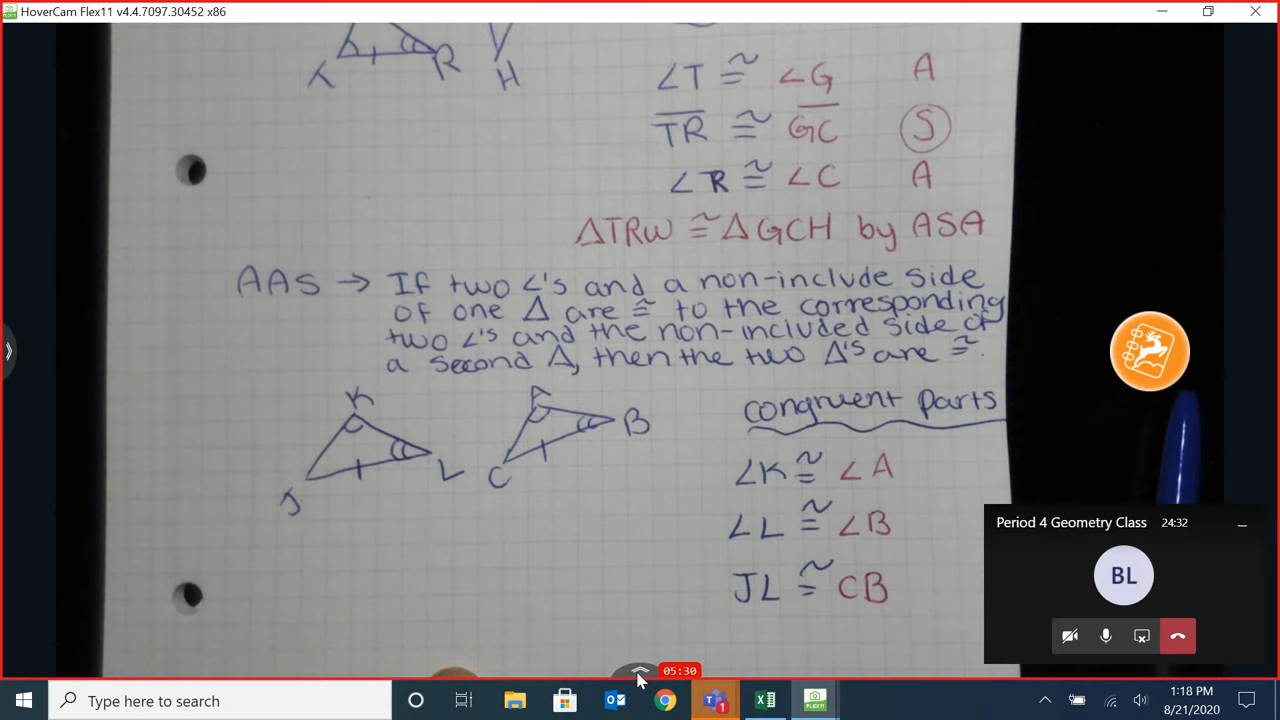 HoverCam Flex11 v4.4.7097.30452 x86
R
H
∠T ≅ ∠G A
TR ≅ GC S
∠R ≅ ∠C A
ΔTRW ≅ ΔGCH by ASA
AAS → If two ∠'s and a non-include side
of one Δ are ≅ to the corresponding
two ∠'s and the non-included side of
a second Δ, then the two Δ's are ≅.
K
J
L
A
B
C
congruent parts
∠K ≅ ∠A
∠L ≅ ∠B
JL ≅ CB
Period 4 Geometry Class 24:32
BL
05:30
Type here to search
1
FLEX11
1:18 PM
8/21/2020